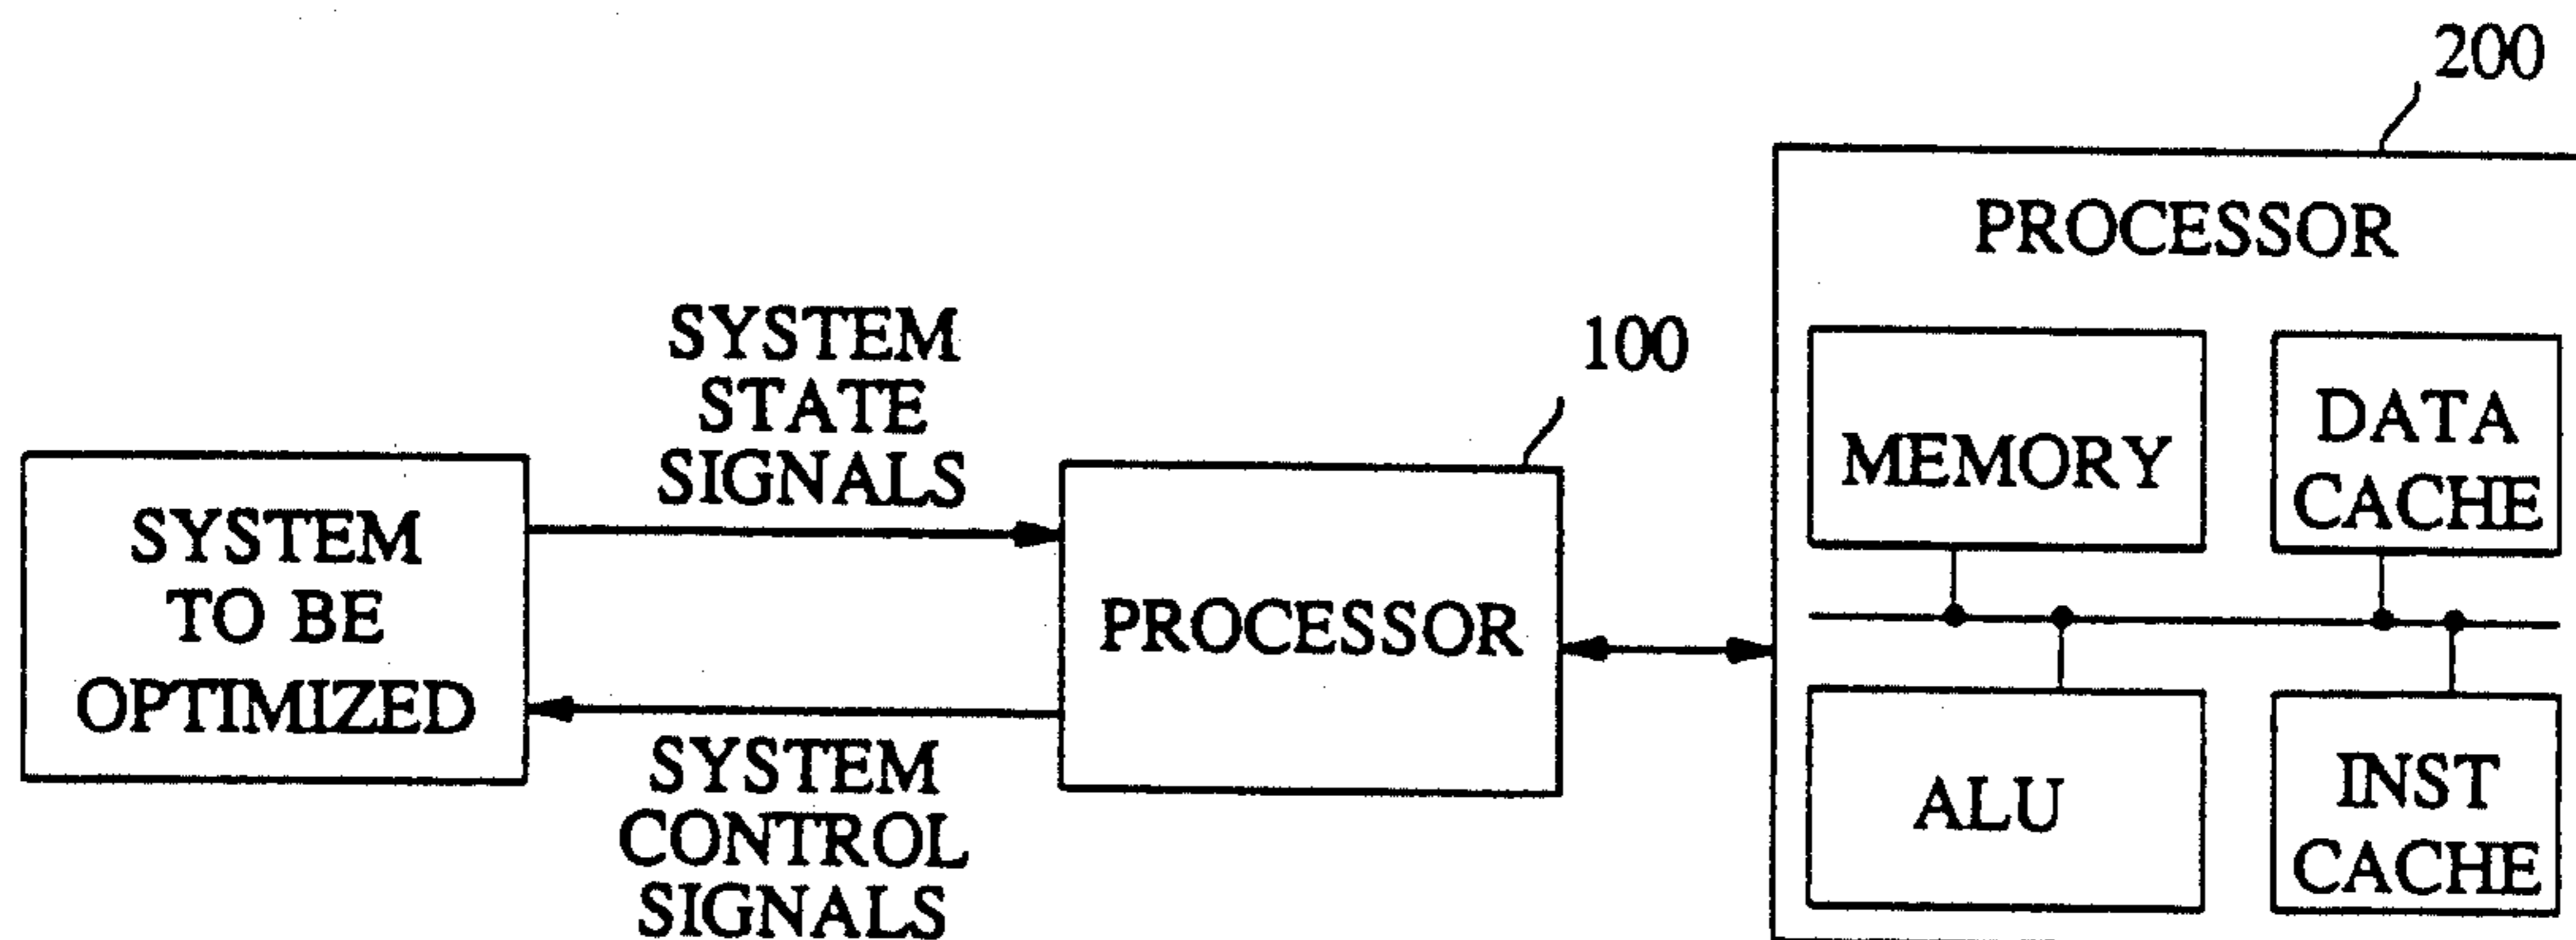 SYSTEM
TO BE
OPTIMIZED
SYSTEM
STATE
SIGNALS
SYSTEM
CONTROL
SIGNALS
100
PROCESSOR
200
PROCESSOR
MEMORY
DATA
CACHE
ALU
INST
CACHE